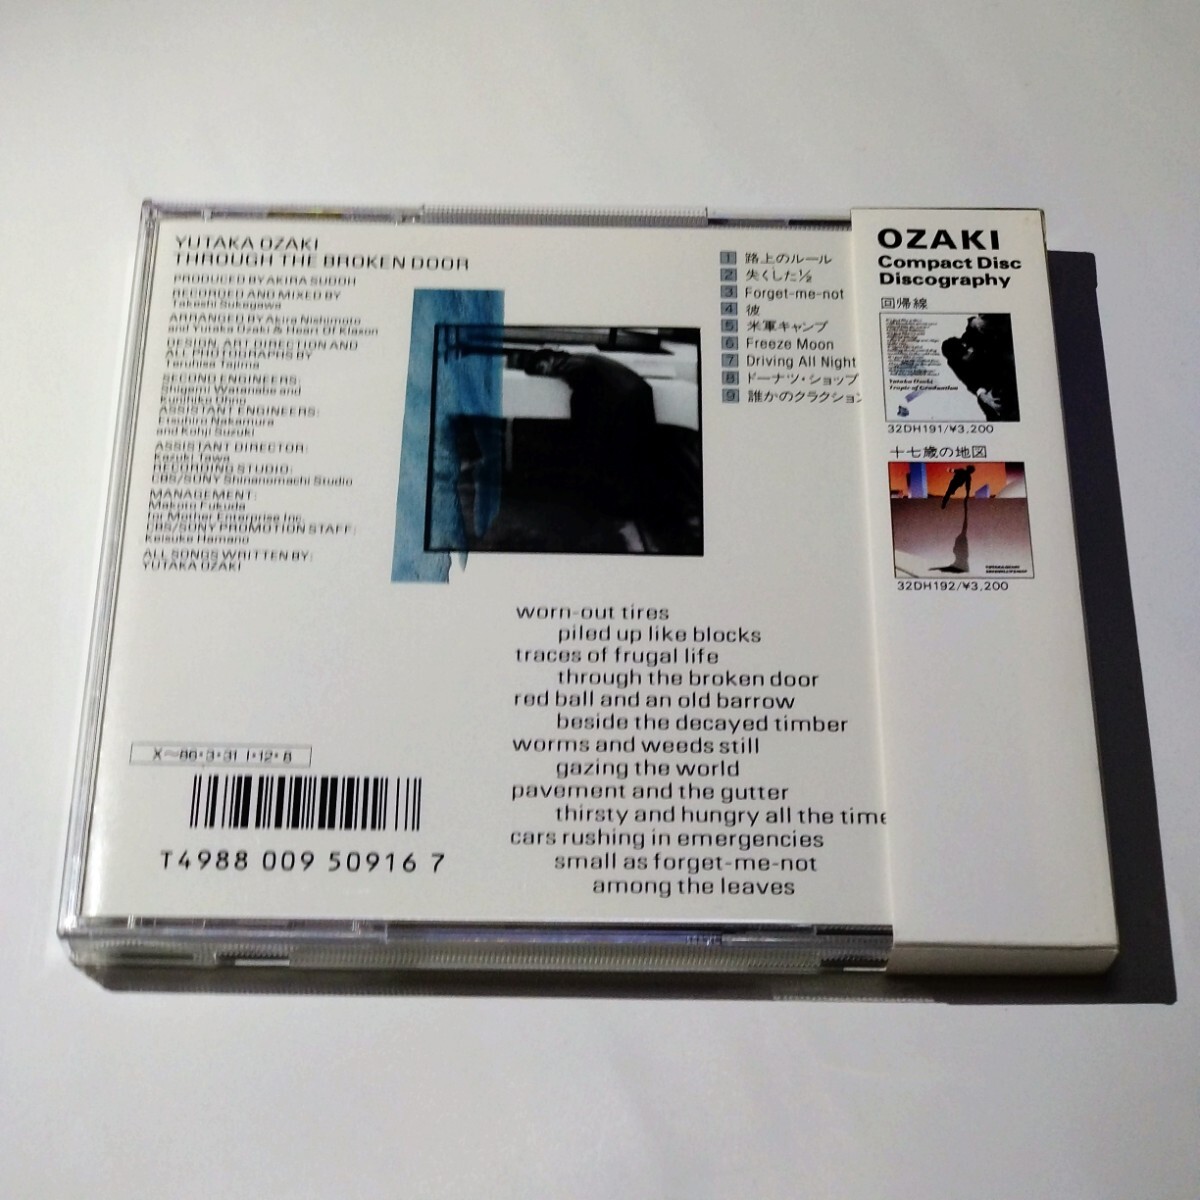 YUTAKA OZAKI
THROUGH THE BROKEN DOOR
PRODUCED BY AKIRA SUDOH
RECORDED AND MIXED BY
Takeshi Sukegawa
ARRANGED BY Akira Nishimoto
and Yutaka Ozaki & Heart Of Klaxon
DESIGN, ART DIRECTION AND
ALL PHOTOGRAPHS BY
Teruhisa Tajima
SECOND ENGINEERS:
Shigemi Watanabe and
Kunihiko Ohno
ASSISTANT ENGINEERS:
Etsuhiro Nakamura
and Kohji Suzuki
ASSISTANT DIRECTOR:
Kazuki Tawa
RECORDING STUDIO:
CBS/SONY Shinanomachi Studio
MANAGEMENT:
Makoto Fukuda
for Mother Enterprise Inc.
CBS/SONY PROMOTION STAFF:
Keisuke Hamano
ALL SONGS WRITTEN BY:
YUTAKA OZAKI
1 路上のルール
2 失くした1/2
3 Forget-me-not
4 彼
5 米軍キャンプ
6 Freeze Moon
7 Driving All Night
8 ドーナツ・ショップ
9 誰かのクラクション
worn-out tires
piled up like blocks
traces of frugal life
through the broken door
red ball and an old barrow
beside the decayed timber
worms and weeds still
gazing the world
pavement and the gutter
thirsty and hungry all the time
cars rushing in emergencies
small as forget-me-not
among the leaves
X〜86・3・31 I・12・8
T4988 009 50916 7
OZAKI
Compact Disc
Discography
回帰線
Yutaka Ozaki
Tropic of Graduation
32DH191/¥3,200
十七歳の地図
32DH192/¥3,200